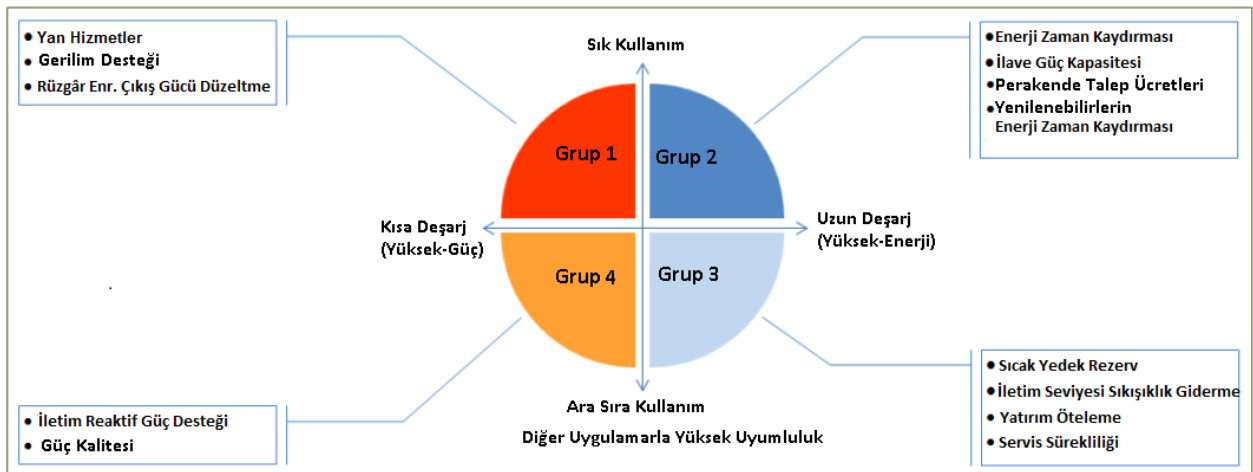 Yan Hizmetler
Gerilim Desteği
Rüzgâr Enr. Çıkış Gücü Düzeltme
Sık Kullanım
Enerji Zaman Kaydırması
İlave Güç Kapasitesi
Perakende Talep Ücretleri
Yenilenebilirlerin
Enerji Zaman Kaydırması
Grup 1
Grup 2
Kısa Deşarj
(Yüksek-Güç)
Uzun Deşarj
(Yüksek-Enerji)
Grup 4
Grup 3
İletim Reaktif Güç Desteği
Güç Kalitesi
Ara Sıra Kullanım
Diğer Uygulamarla Yüksek Uyumluluk
Sıcak Yedek Rezerv
İletim Seviyesi Sıkışıklık Giderme
Yatırım Öteleme
Servis Sürekliliği